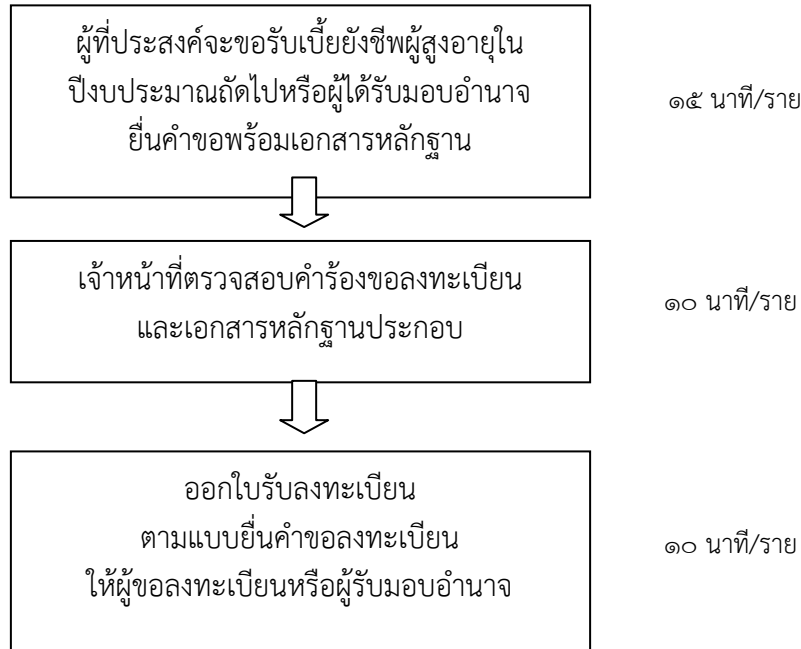 ผู้ที่ประสงค์จะขอรับเบี้ยยังชีพผู้สูงอายุใน
ปีงบประมาณถัดไปหรือผู้ได้รับมอบอำนาจ
ยื่นคำขอพร้อมเอกสารหลักฐาน
๑๕ นาที/ราย
เจ้าหน้าที่ตรวจสอบคำร้องขอลงทะเบียน
และเอกสารหลักฐานประกอบ
๑๐ นาที/ราย
ออกใบรับลงทะเบียน
ตามแบบยื่นคำขอลงทะเบียน
ให้ผู้ขอลงทะเบียนหรือผู้รับมอบอำนาจ
๑๐ นาที/ราย